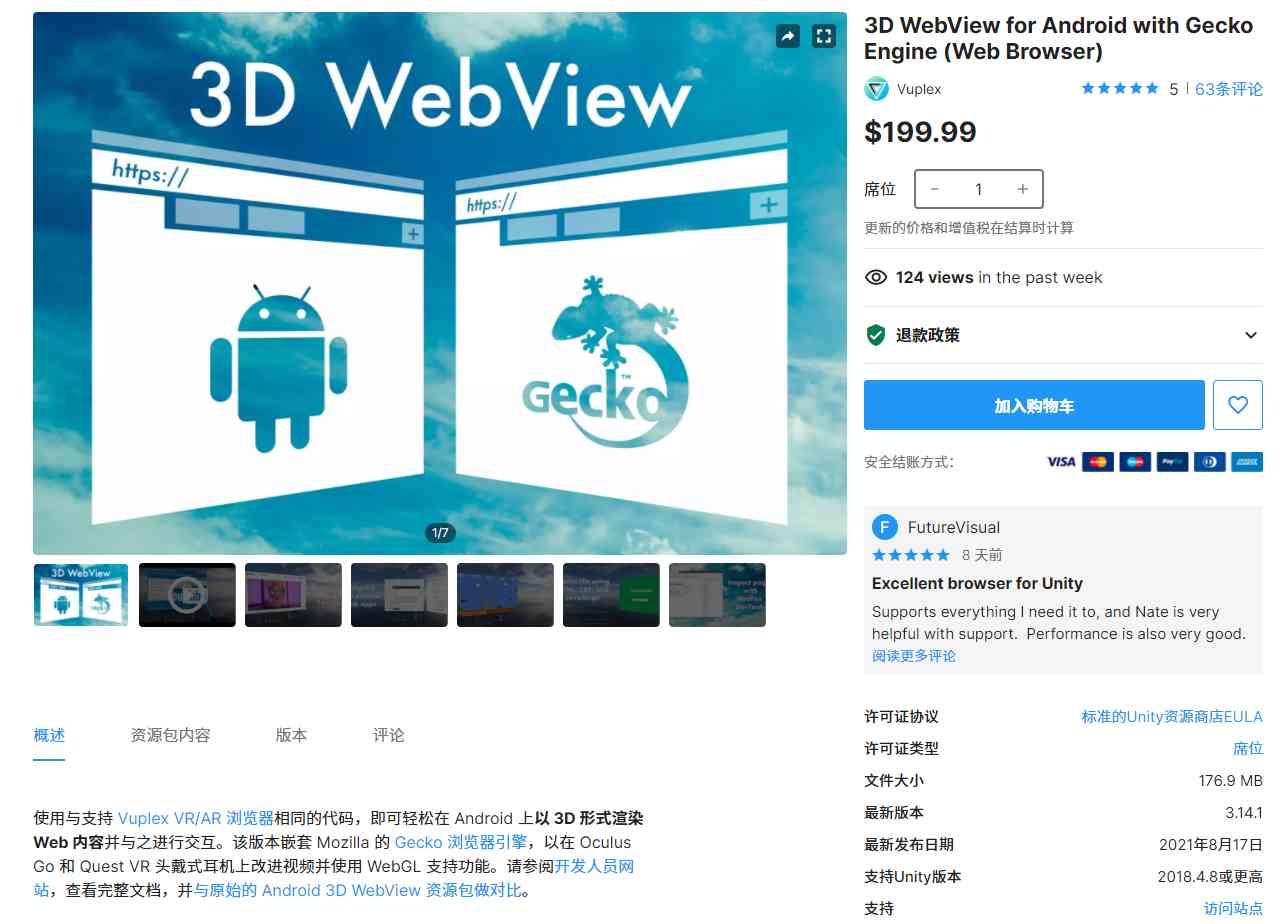 3D WebView
https://
https://
Gecko™
1/7
3D WebView
3D WebView for Android with Gecko
Engine (Web Browser)
Vuplex
5
63条评论
$199.99
席位
－ 1 ＋
更新的价格和增值税在结算时计算
124 views in the past week
退款政策
加入购物车
安全结账方式：
VISA
PayPal
F
FutureVisual
8 天前
Excellent browser for Unity
Supports everything I need it to, and Nate is very
helpful with support. Performance is also very good.
阅读更多评论
概述
资源包内容
版本
评论
使用与支持 Vuplex VR/AR 浏览器相同的代码，即可轻松在 Android 上以 3D 形式渲染
Web 内容并与之进行交互。该版本嵌套 Mozilla 的 Gecko 浏览器引擎，以在 Oculus
Go 和 Quest VR 头戴式耳机上改进视频并使用 WebGL 支持功能。请参阅开发人员网
站，查看完整文档，并与原始的 Android 3D WebView 资源包做对比。
许可证协议 标准的Unity资源商店EULA
许可证类型 席位
文件大小 176.9 MB
最新版本 3.14.1
最新发布日期 2021年8月17日
支持Unity版本 2018.4.8或更高
支持 访问站点